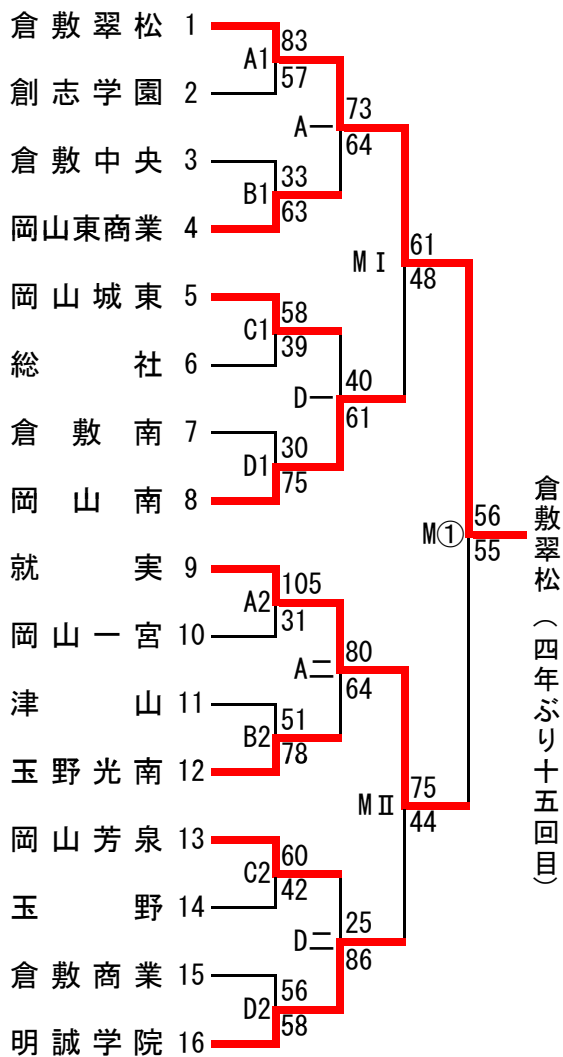 倉敷翠松 1
83
A1
57
創志学園 2
73
A一
64
倉敷中央 3
33
B1
63
岡山東商業 4
61
MⅠ
48
岡山城東 5
58
C1
39
総社 6
40
D一
61
倉敷南 7
30
D1
75
岡山南 8
56
M①
55
倉敷翠松(四年ぶり十五回目)
就実 9
105
A2
31
岡山一宮 10
80
A二
64
津山 11
51
B2
78
玉野光南 12
75
MⅡ
44
岡山芳泉 13
60
C2
42
玉野 14
25
D二
86
倉敷商業 15
56
D2
58
明誠学院 16